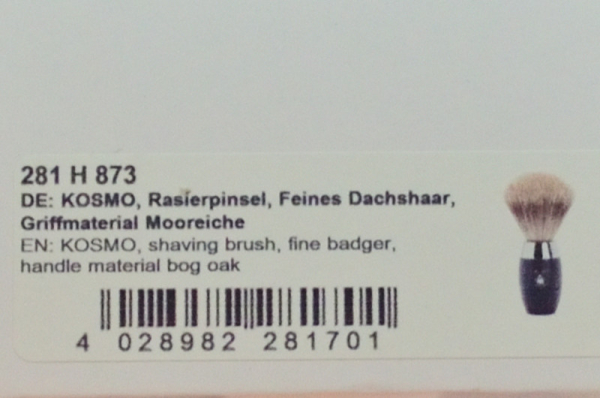 281 H 873
DE: KOSMO, Rasierpinsel, Feines Dachshaar,
Griffmaterial Mooreiche
EN: KOSMO, shaving brush, fine badger,
handle material bog oak
4 028982 281701